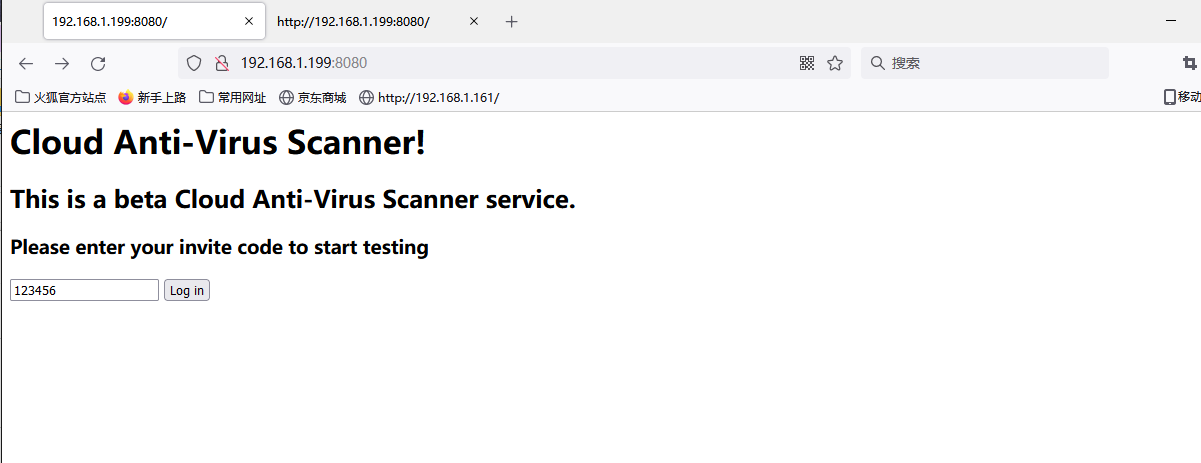 192.168.1.199:8080/
http://192.168.1.199:8080/
192.168.1.199:8080
搜索
火狐官方站点 新手上路 常用网址 京东商城 http://192.168.1.161/ 移动
Cloud Anti-Virus Scanner!
This is a beta Cloud Anti-Virus Scanner service.
Please enter your invite code to start testing
123456 Log in